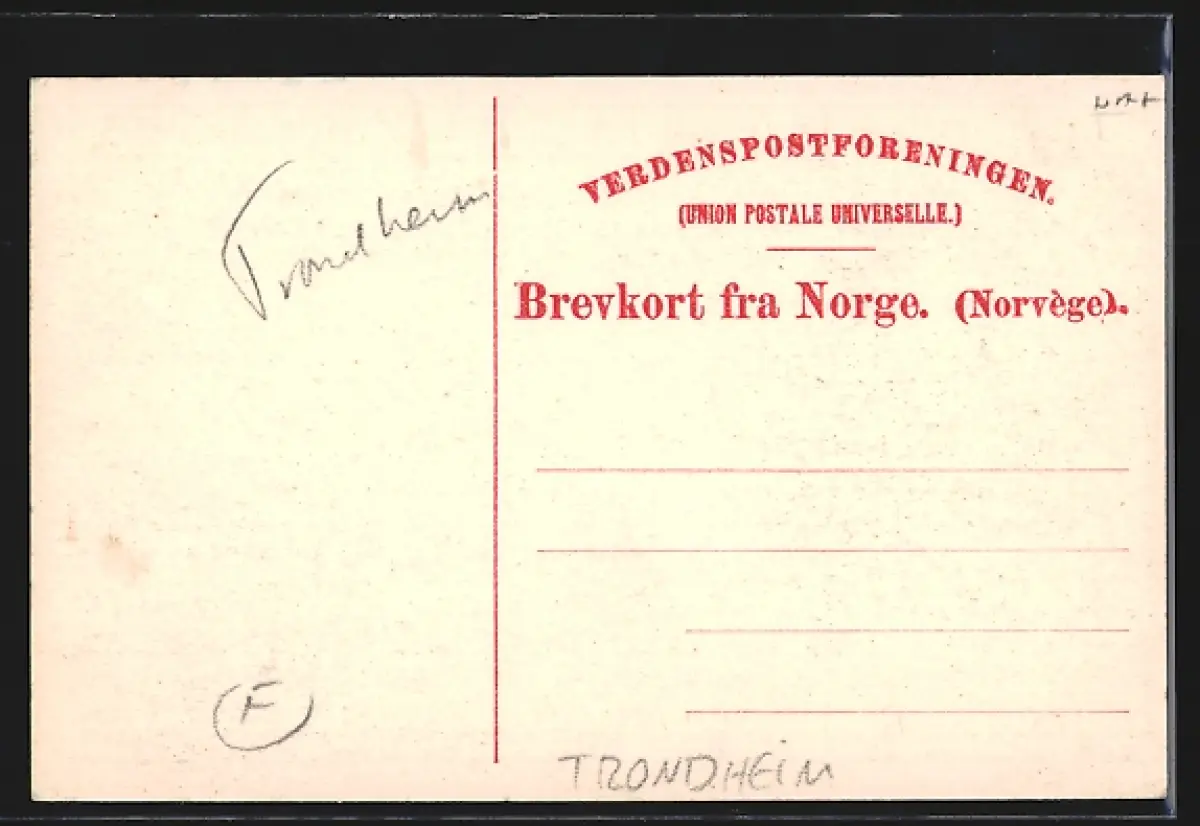 Trondheim
F
VERDENSPOSTFORENINGEN.
(UNION POSTALE UNIVERSELLE.)
Brevkort fra Norge. (Norvège).
TRONDHEIM